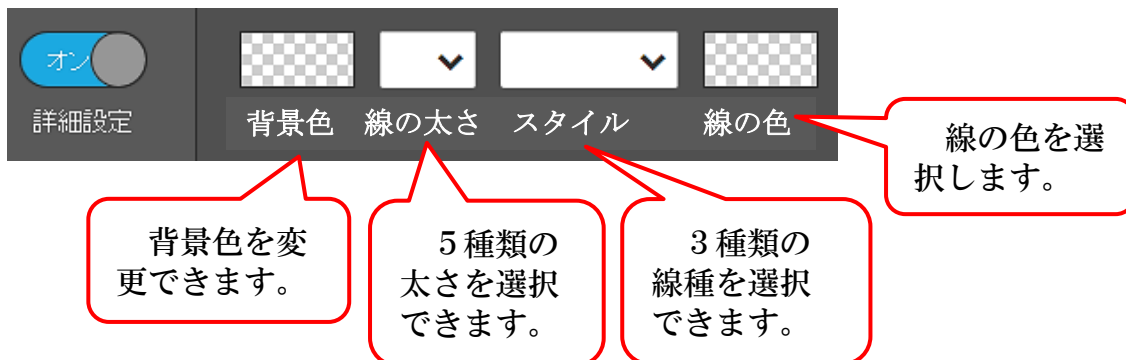 オン
詳細設定
背景色 線の太さ スタイル 線の色
線の色を選
択します。
背景色を変
更できます。
５種類の
太さを選択
できます。
３種類の
線種を選択
できます。